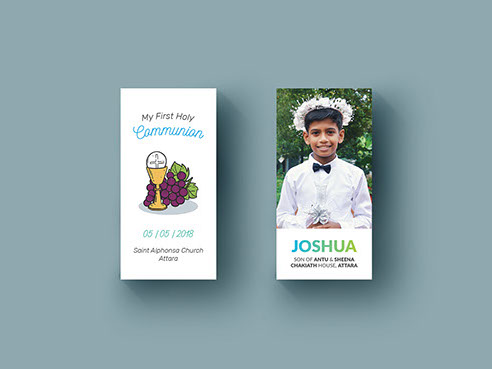 My First Holy
Communion
05 | 05 | 2018
Saint Alphonsa Church
Attara
JOSHUA
SON OF ANTU & SHEENA
CHAKIATH HOUSE, ATTARA